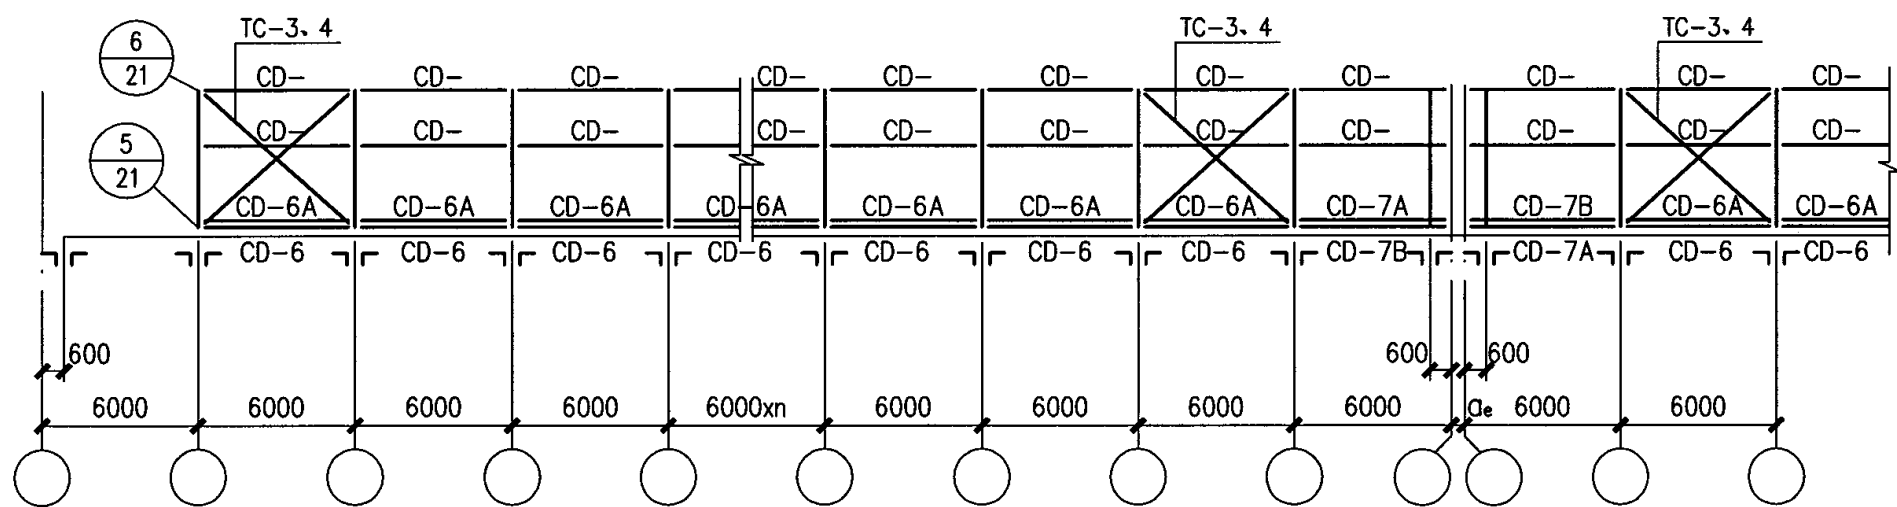 6 TC-3、4 TC-3、4 TC-3、4
21 CD- CD- CD- CD- CD- CD- CD- CD- CD- CD- CD-
5 CD- CD- CD- CD- CD- CD- CD- CD- CD- CD- CD-
21
CD-6A CD-6A CD-6A CD-6A CD-6A CD-6A CD-6A CD-7A CD-7B CD-6A CD-6A
CD-6 CD-6 CD-6 CD-6 CD-6 CD-6 CD-6 CD-7B CD-7A CD-6 CD-6
600 600 600
6000 6000 6000 6000 6000xn 6000 6000 6000 6000 ae 6000 6000